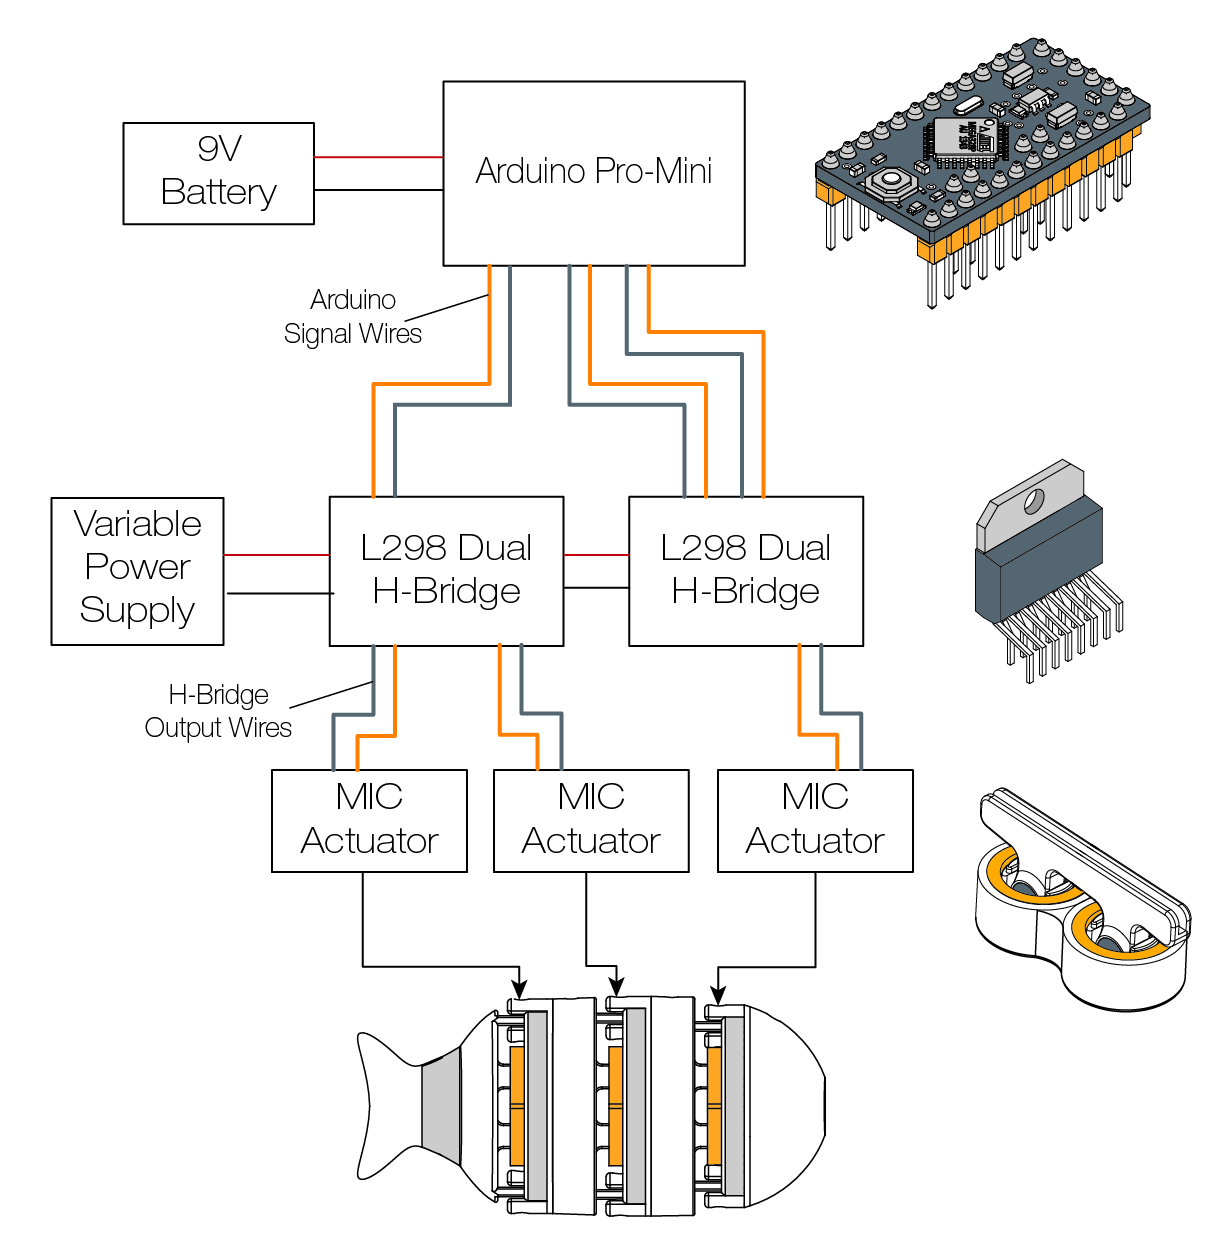 9V
Battery
Arduino Pro-Mini
Arduino
Signal Wires
Variable
Power
Supply
L298 Dual
H-Bridge
L298 Dual
H-Bridge
H-Bridge
Output Wires
MIC
Actuator
MIC
Actuator
MIC
Actuator